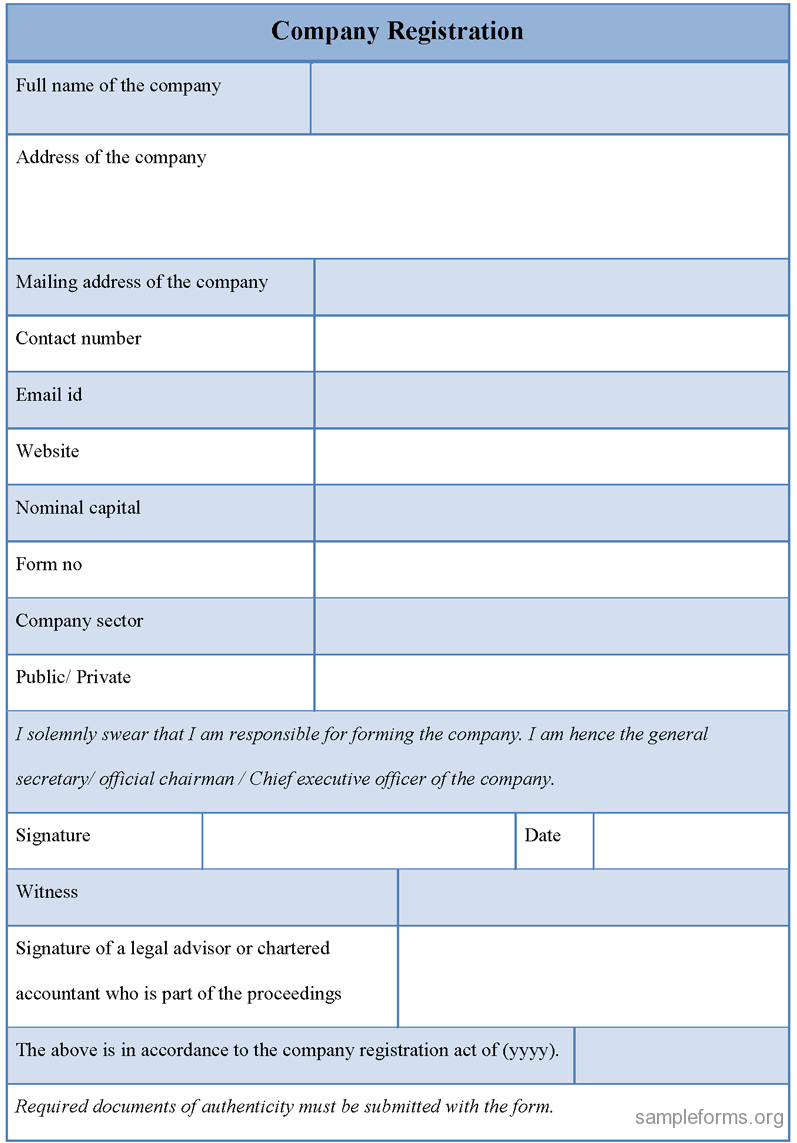 Company Registration
Full name of the company
Address of the company
Mailing address of the company
Contact number
Email id
Website
Nominal capital
Form no
Company sector
Public/ Private
I solemnly swear that I am responsible for forming the company. I am hence the general
secretary/ official chairman / Chief executive officer of the company.
Signature Date
Witness
Signature of a legal advisor or chartered
accountant who is part of the proceedings
The above is in accordance to the company registration act of (yyyy).
Required documents of authenticity must be submitted with the form.
sampleforms.org